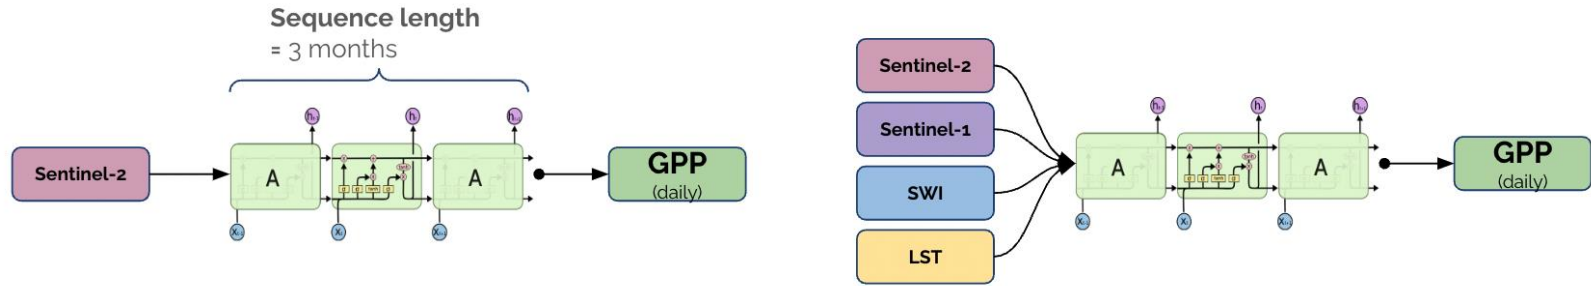 Sequence length
= 3 months
Sentinel-2
A
A
GPP
(daily)
Sentinel-2
Sentinel-1
SWI
LST
A
A
GPP
(daily)